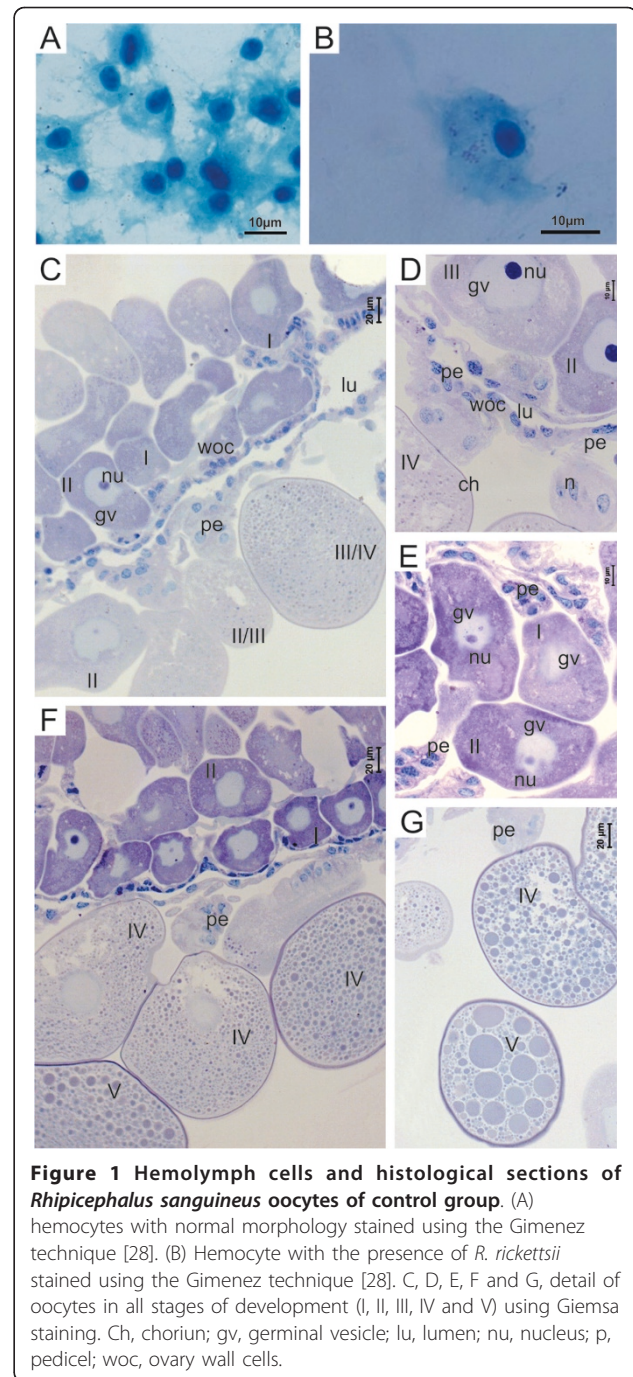 A
B
10µm
10µm
C
D
I
20 µm
lu
woc
I
II
nu
gv
pe
III/IV
II/III
II
III
nu
gv
10 µm
II
pe
woc
lu
pe
IV
ch
n
E
pe
10 µm
gv
I
nu
gv
gv
pe
II
nu
F
20 µm
II
I
IV
pe
IV
IV
V
G
pe
20 µm
IV
V
Figure 1 Hemolymph cells and histological sections of
Rhipicephalus sanguineus oocytes of control group. (A)
hemocytes with normal morphology stained using the Gimenez
technique [28]. (B) Hemocyte with the presence of R. rickettsii
stained using the Gimenez technique [28]. C, D, E, F and G, detail of
oocytes in all stages of development (I, II, III, IV and V) using Giemsa
staining. Ch, choriun; gv, germinal vesicle; lu, lumen; nu, nucleus; p,
pedicel; woc, ovary wall cells.